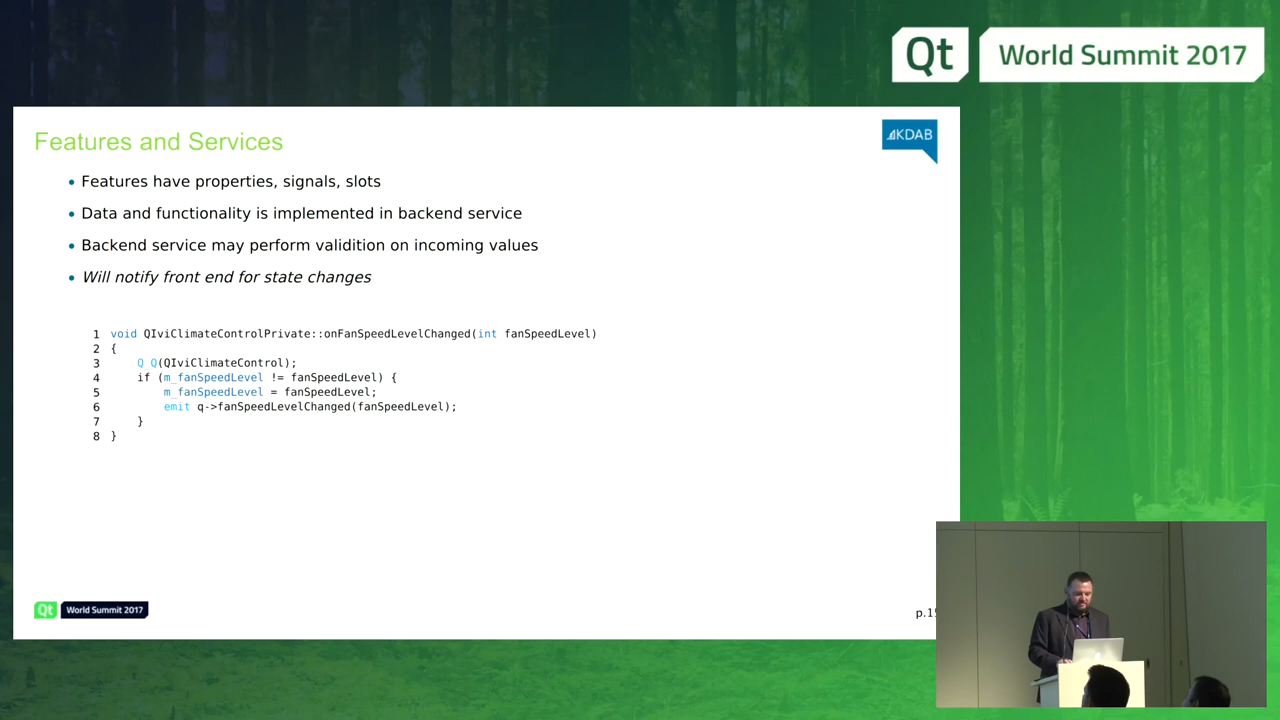 Qt World Summit 2017
Features and Services
KDAB
• Features have properties, signals, slots
• Data and functionality is implemented in backend service
• Backend service may perform validition on incoming values
• Will notify front end for state changes
1 void QIviClimateControlPrivate::onFanSpeedLevelChanged(int fanSpeedLevel)
2 {
3     Q_Q(QIviClimateControl);
4     if (m_fanSpeedLevel != fanSpeedLevel) {
5         m_fanSpeedLevel = fanSpeedLevel;
6         emit q->fanSpeedLevelChanged(fanSpeedLevel);
7     }
8 }
Qt World Summit 2017